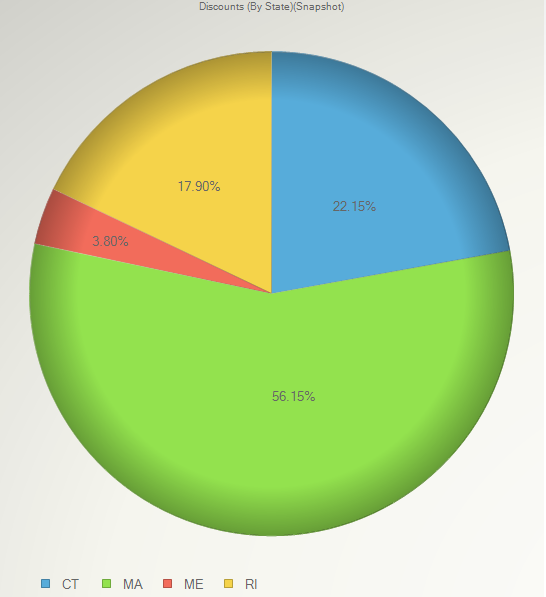 Discounts (By State)(Snapshot)
17.90%
22.15%
3.80%
56.15%
CT MA ME RI